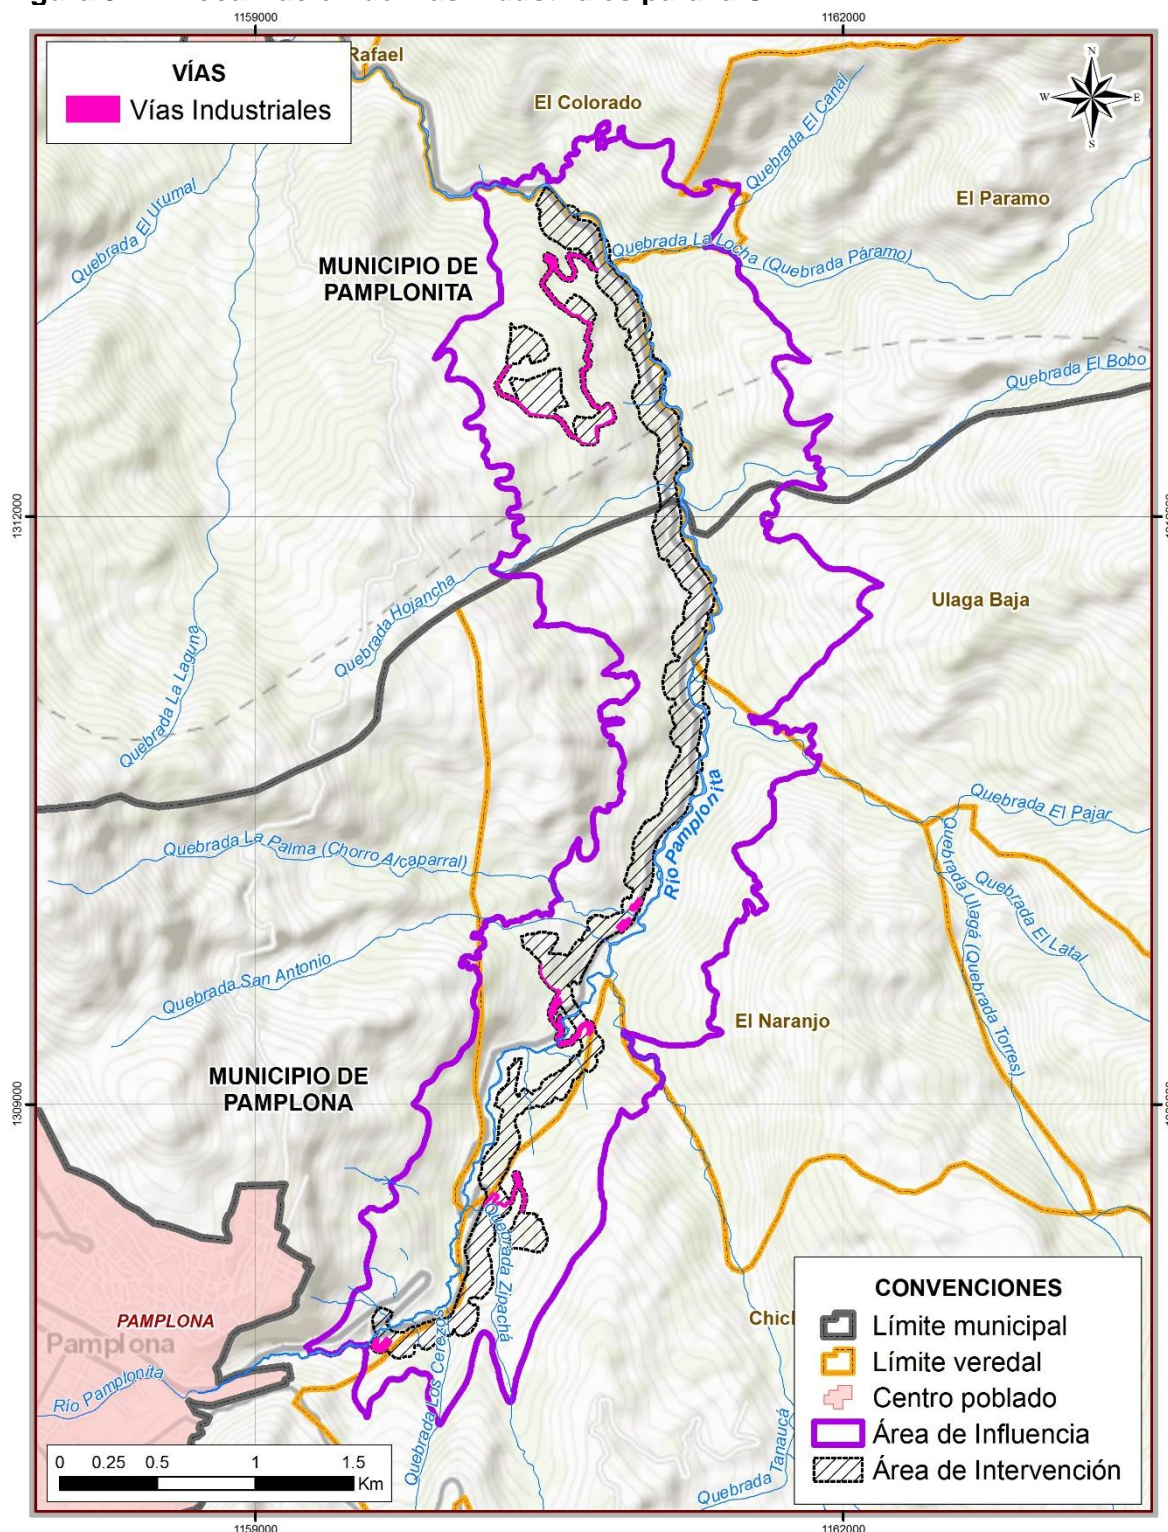 1159000
1162000
VÍAS
Vías Industriales
Rafael
El Colorado
N
W
E
S
Quebrada El Canal
El Paramo
Quebrada El Urumal
Quebrada La Locha (Quebrada Páramo)
MUNICIPIO DE
PAMPLONITA
Quebrada El Bobo
1312000
Quebrada Hojancha
Ulaga Baja
Quebrada La Laguna
Río Pamplonita
Quebrada El Pajar
Quebrada La Palma (Chorro Alcaparral)
Quebrada Ulagá (Quebrada Torres)
Quebrada El Latal
Quebrada San Antonio
El Naranjo
MUNICIPIO DE
PAMPLONA
1309000
Quebrada Zipachá
PAMPLONA
Pamplona
Río Pamplonita
Quebrada Los Cerezos
Quebrada Tanaucá
CONVENCIONES
Límite municipal
Límite veredal
Centro poblado
Área de Influencia
Área de Intervención
0 0.25 0.5 1 1.5
Km
1159000
1162000